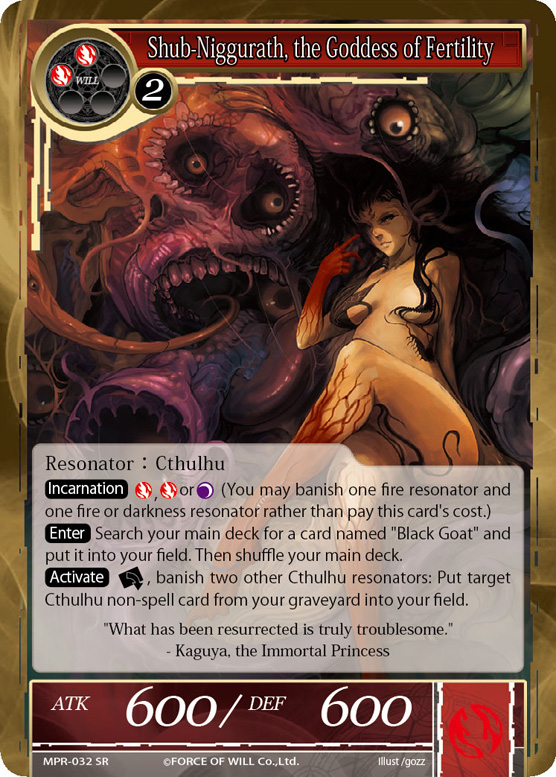 Shub-Niggurath, the Goddess of Fertility
WILL
2
Resonator : Cthulhu
Incarnation , or (You may banish one fire resonator and
one fire or darkness resonator rather than pay this card's cost.)
Enter Search your main deck for a card named "Black Goat" and
put it into your field. Then shuffle your main deck.
Activate , banish two other Cthulhu resonators: Put target
Cthulhu non-spell card from your graveyard into your field.
"What has been resurrected is truly troublesome."
- Kaguya, the Immortal Princess
ATK 600 / DEF 600
MPR-032 SR ©FORCE OF WILL Co.,Ltd. Illust /gozz